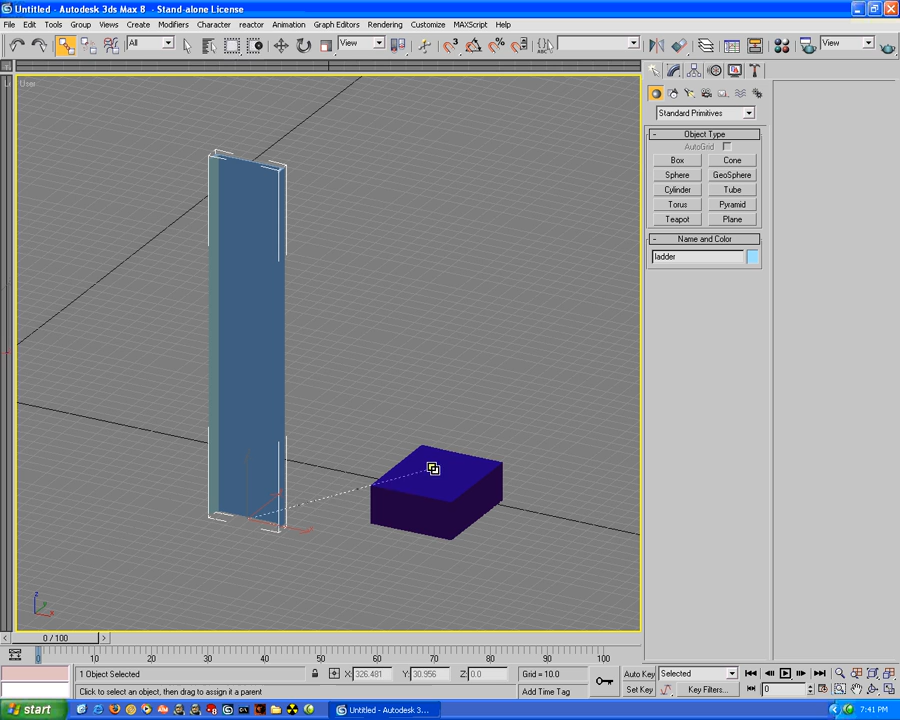 Untitled - Autodesk 3ds Max 8 - Stand-alone License
File Edit Tools Group Views Create Modifiers Character reactor Animation Graph Editors Rendering Customize MAXScript Help
All View View
User
Standard Primitives
- Object Type
AutoGrid
Box Cone
Sphere GeoSphere
Cylinder Tube
Torus Pyramid
Teapot Plane
- Name and Color
ladder
z
y
x
< 0 / 100 >
0 10 20 30 40 50 60 70 80 90 100
1 Object Selected X: 326.481 Y: 30.956 Z: 0.0 Grid = 10.0 Auto Key Selected
Click to select an object, then drag to assign it a parent Add Time Tag Set Key Key Filters... 0
start Untitled - Autodesk 3... 7:41 PM